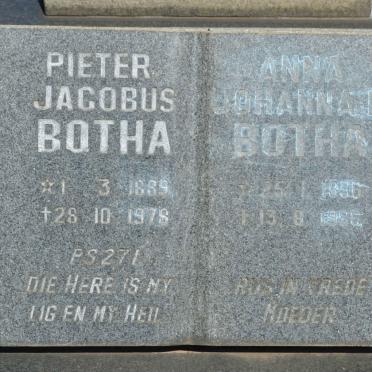 PIETER
JACOBUS
BOTHA
☆1 3 1889
†28 10 1978
PS 27 1
DIE HERE IS MY
LIG EN MY HEIL
ANNA
JOHANNA
BOTHA
RUS IN VREDE
MOEDER